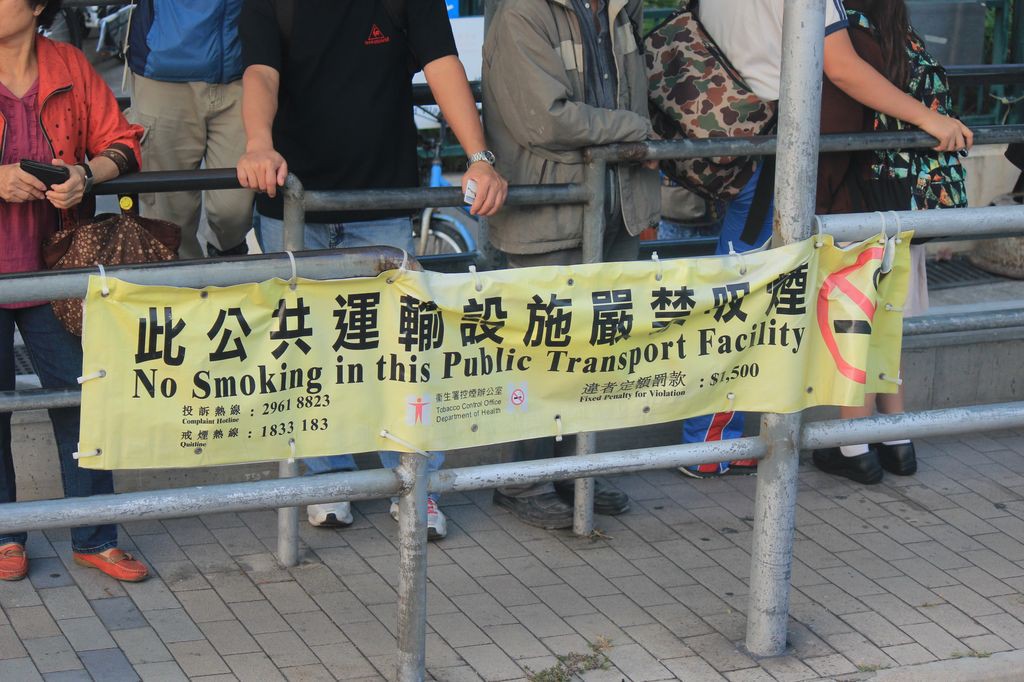 此公共運輸設施嚴禁吸煙
No Smoking in this Public Transport Facility
投訴熱線 : 2961 8823
Complaint Hotline
戒煙熱線 : 1833 183
Quitline
衞生署控煙辦公室
Tobacco Control Office
Department of Health
違者定額罰款 : $1,500
Fixed Penalty for Violation